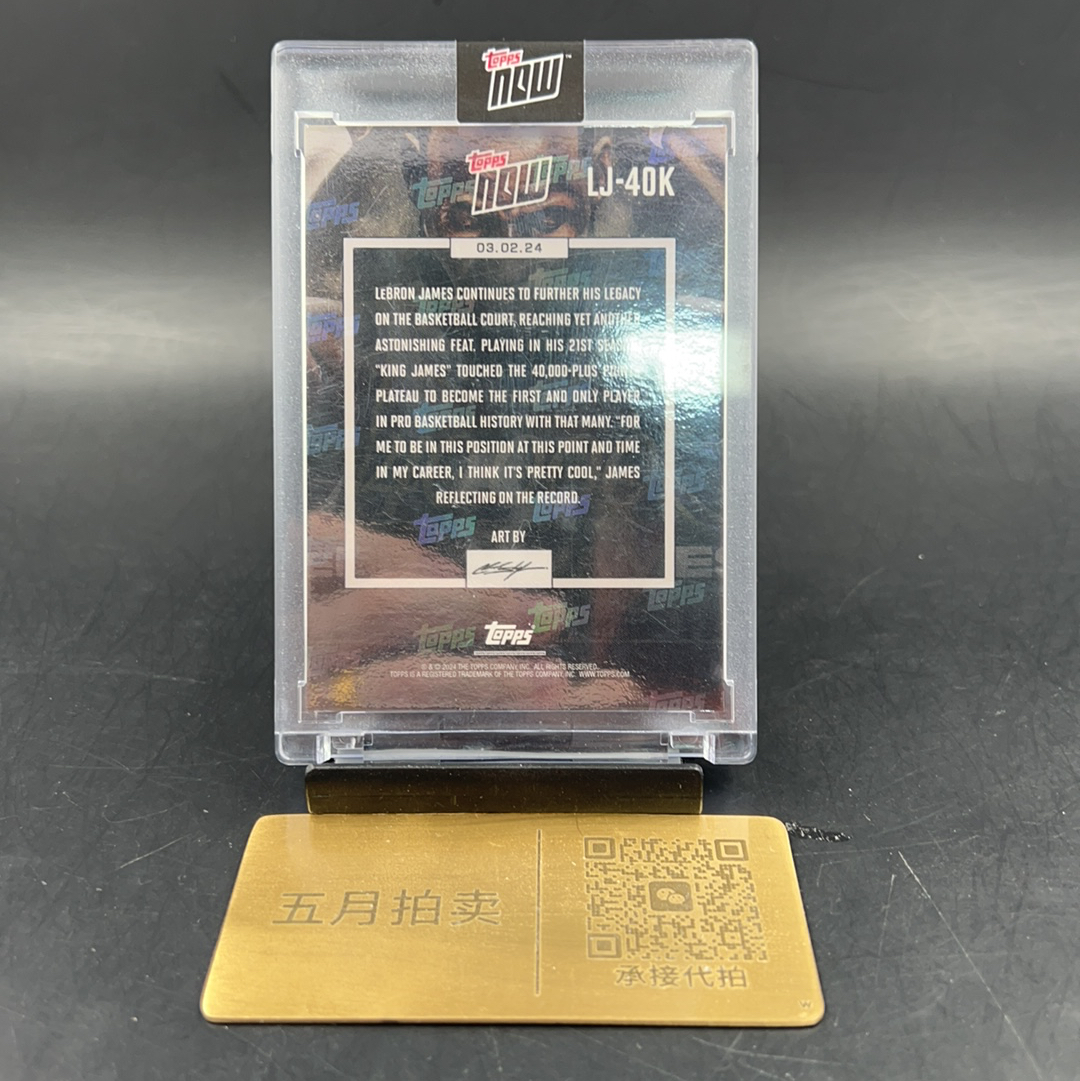 TOPPS NOW™
TOPPS NOW LJ-40K
03.02.24
LeBRON JAMES CONTINUES TO FURTHER HIS LEGACY
ON THE BASKETBALL COURT, REACHING YET ANOTHER
ASTONISHING FEAT. PLAYING IN HIS 21ST
"KING JAMES" TOUCHED THE 40,000-PLUS
PLATEAU TO BECOME THE FIRST AND ONLY PLAYER
IN PRO BASKETBALL HISTORY WITH THAT MANY. "FOR
ME TO BE IN THIS POSITION AT THIS POINT AND TIME
IN MY CAREER, I THINK IT'S PRETTY COOL," JAMES
REFLECTING ON THE RECORD.
ART BY
TOPPS
® & © 2024 THE TOPPS COMPANY, INC. ALL RIGHTS RESERVED.
TOPPS IS A REGISTERED TRADEMARK OF THE TOPPS COMPANY, INC. WWW.TOPPS.COM
五月拍卖
承接代拍
W